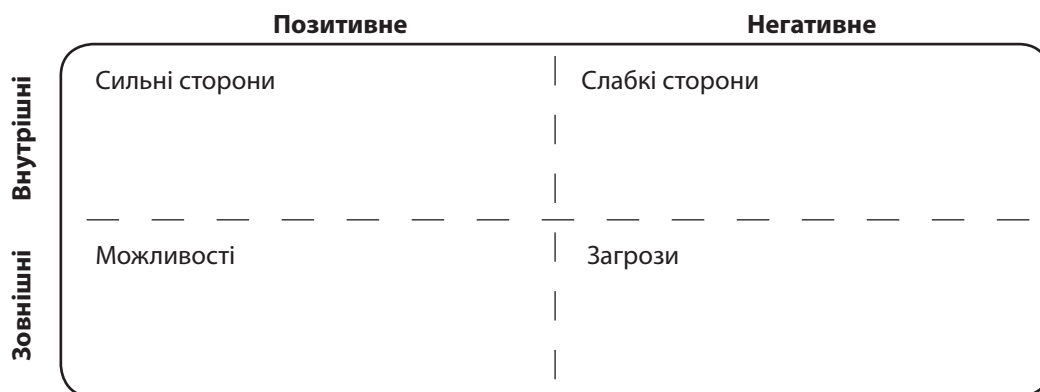 Позитивне Негативне
Внутрішні
Сильні сторони Слабкі сторони
Зовнішні
Можливості Загрози